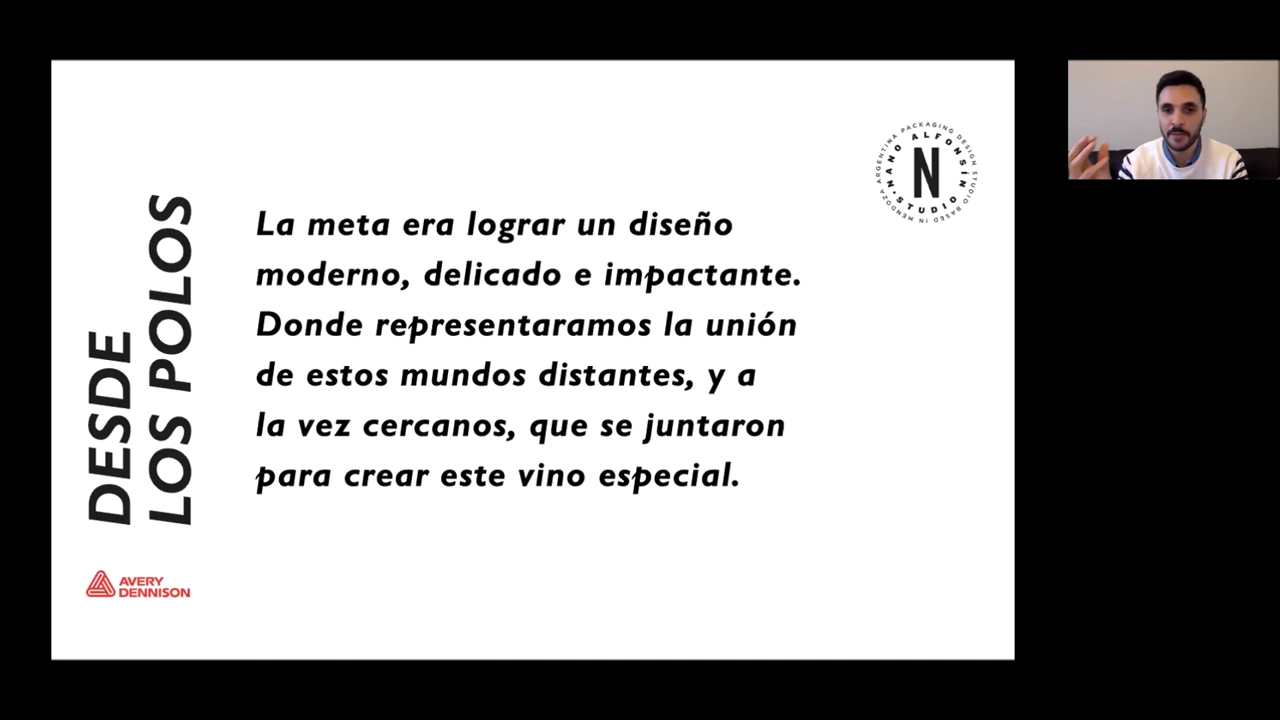 DESDE
LOS POLOS
La meta era lograr un diseño
moderno, delicado e impactante.
Donde representaramos la unión
de estos mundos distantes, y a
la vez cercanos, que se juntaron
para crear este vino especial.
NANO ALFONSÍN
N
• STUDIO •
ARGENTINA PACKAGING DESIGN STUDIO BASED IN MENDOZA
AVERY
DENNISON